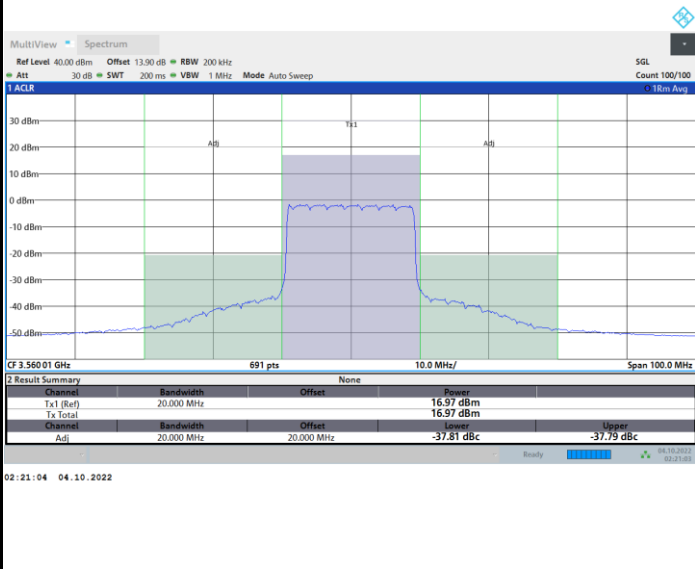 MultiView Spectrum
Ref Level 40.00 dBm Offset 13.90 dB RBW 200 kHz SGL
Att 30 dB SWT 200 ms VBW 1 MHz Mode Auto Sweep Count 100/100
1 ACLR 1Rm Avg
30 dBm
Tx1
20 dBm
Adj Adj
10 dBm
0 dBm
-10 dBm
-20 dBm
-30 dBm
-40 dBm
-50 dBm
CF 3.560 01 GHz 691 pts 10.0 MHz/ Span 100.0 MHz
2 Result Summary None
Channel Bandwidth Offset Power
Tx1 (Ref) 20.000 MHz 16.97 dBm
Tx Total 16.97 dBm
Channel Bandwidth Offset Lower Upper
Adj 20.000 MHz 20.000 MHz -37.81 dBc -37.79 dBc
Ready 04.10.2022
02:21:03
02:21:04 04.10.2022